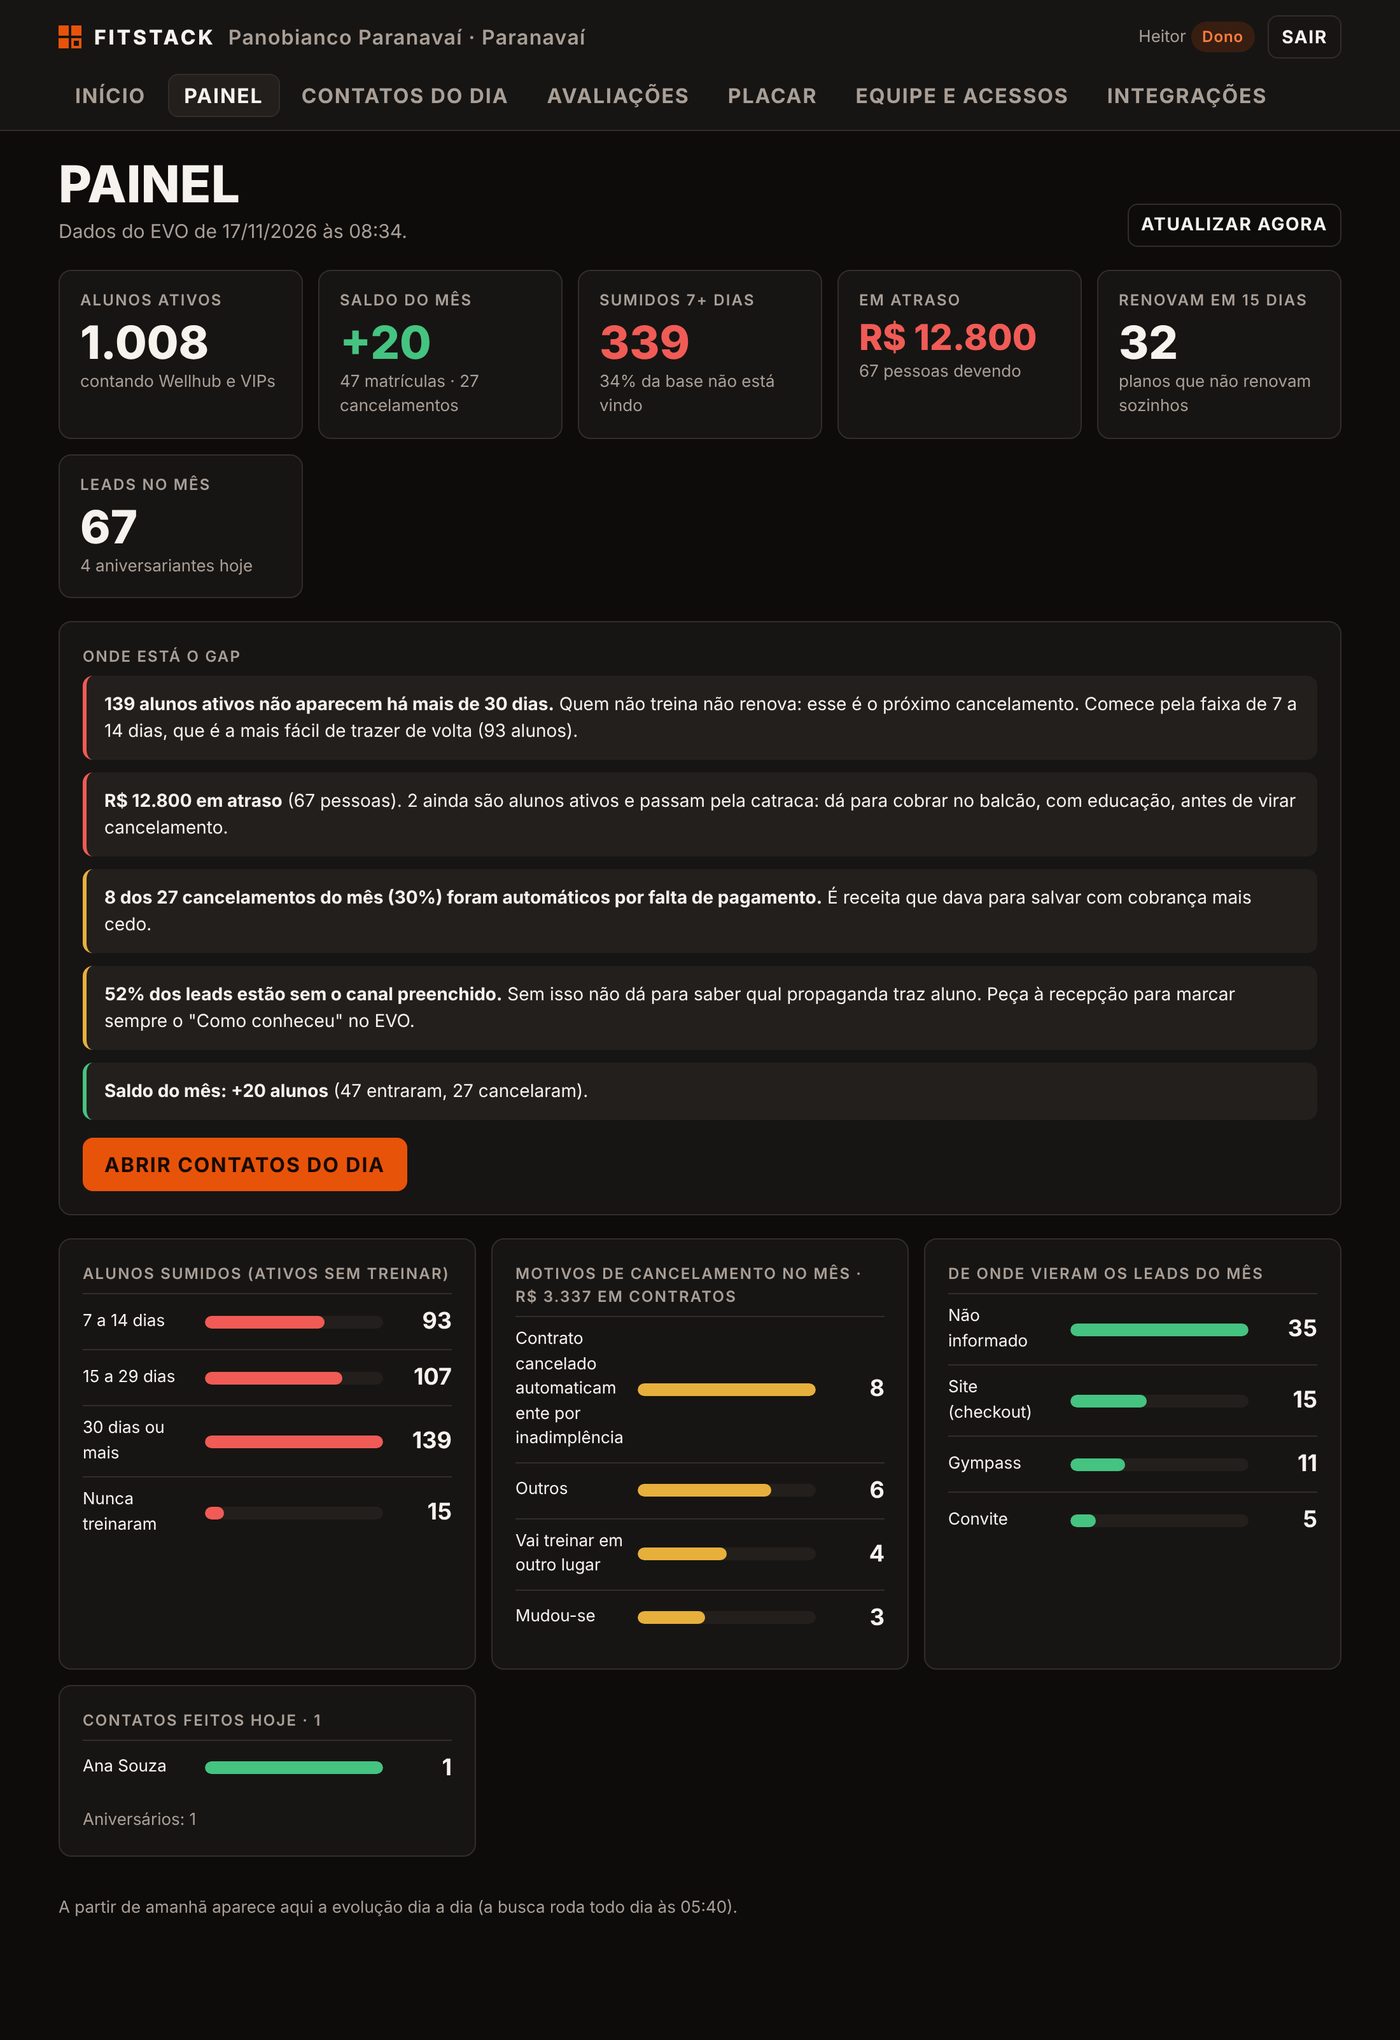 FITSTACK Panobianco Paranavaí · Paranavaí
Heitor Dono SAIR
INÍCIO PAINEL CONTATOS DO DIA AVALIAÇÕES PLACAR EQUIPE E ACESSOS INTEGRAÇÕES
PAINEL
Dados do EVO de 17/11/2026 às 08:34.
ATUALIZAR AGORA
ALUNOS ATIVOS
1.008
contando Wellhub e VIPs
SALDO DO MÊS
+20
47 matrículas · 27
cancelamentos
SUMIDOS 7+ DIAS
339
34% da base não está
vindo
EM ATRASO
R$ 12.800
67 pessoas devendo
RENOVAM EM 15 DIAS
32
planos que não renovam
sozinhos
LEADS NO MÊS
67
4 aniversariantes hoje
ONDE ESTÁ O GAP
139 alunos ativos não aparecem há mais de 30 dias. Quem não treina não renova: esse é o próximo cancelamento. Comece pela faixa de 7 a
14 dias, que é a mais fácil de trazer de volta (93 alunos).
R$ 12.800 em atraso (67 pessoas). 2 ainda são alunos ativos e passam pela catraca: dá para cobrar no balcão, com educação, antes de virar
cancelamento.
8 dos 27 cancelamentos do mês (30%) foram automáticos por falta de pagamento. É receita que dava para salvar com cobrança mais
cedo.
52% dos leads estão sem o canal preenchido. Sem isso não dá para saber qual propaganda traz aluno. Peça à recepção para marcar
sempre o "Como conheceu" no EVO.
Saldo do mês: +20 alunos (47 entraram, 27 cancelaram).
ABRIR CONTATOS DO DIA
ALUNOS SUMIDOS (ATIVOS SEM TREINAR)
7 a 14 dias 93
15 a 29 dias 107
30 dias ou
mais 139
Nunca
treinaram 15
MOTIVOS DE CANCELAMENTO NO MÊS ·
R$ 3.337 EM CONTRATOS
Contrato
cancelado
automaticam
ente por
inadimplência 8
Outros 6
Vai treinar em
outro lugar 4
Mudou-se 3
DE ONDE VIERAM OS LEADS DO MÊS
Não
informado 35
Site
(checkout) 15
Gympass 11
Convite 5
CONTATOS FEITOS HOJE · 1
Ana Souza 1
Aniversários: 1
A partir de amanhã aparece aqui a evolução dia a dia (a busca roda todo dia às 05:40).